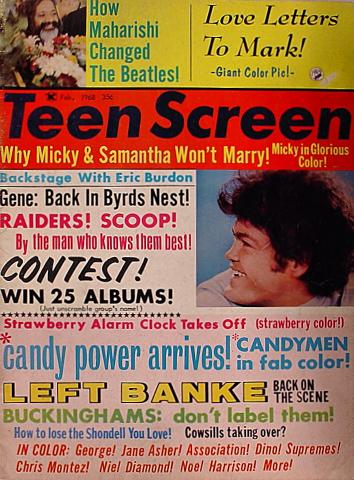 How
Maharishi
Changed
The Beatles!
Love Letters
To Mark!
-Giant Color Pic!-
Feb. 1968 35c
Teen Screen
Why Micky & Samantha Won't Marry!
Micky in Glorious
Color!
Backstage With Eric Burdon
Gene: Back In Byrds Nest!
RAIDERS! SCOOP!
By the man who knows them best!
CONTEST!
WIN 25 ALBUMS!
(Just unscramble group's name!)
Strawberry Alarm Clock Takes Off (strawberry color!)
*candy power arrives!
*CANDYMEN
in fab color!
LEFT BANKE
BACK ON
THE SCENE
BUCKINGHAMS: don't label them!
How to lose the Shondell You Love! Cowsills taking over?
IN COLOR: George! Jane Asher! Association! Dino! Supremes!
Chris Montez! Niel Diamond! Noel Harrison! More!